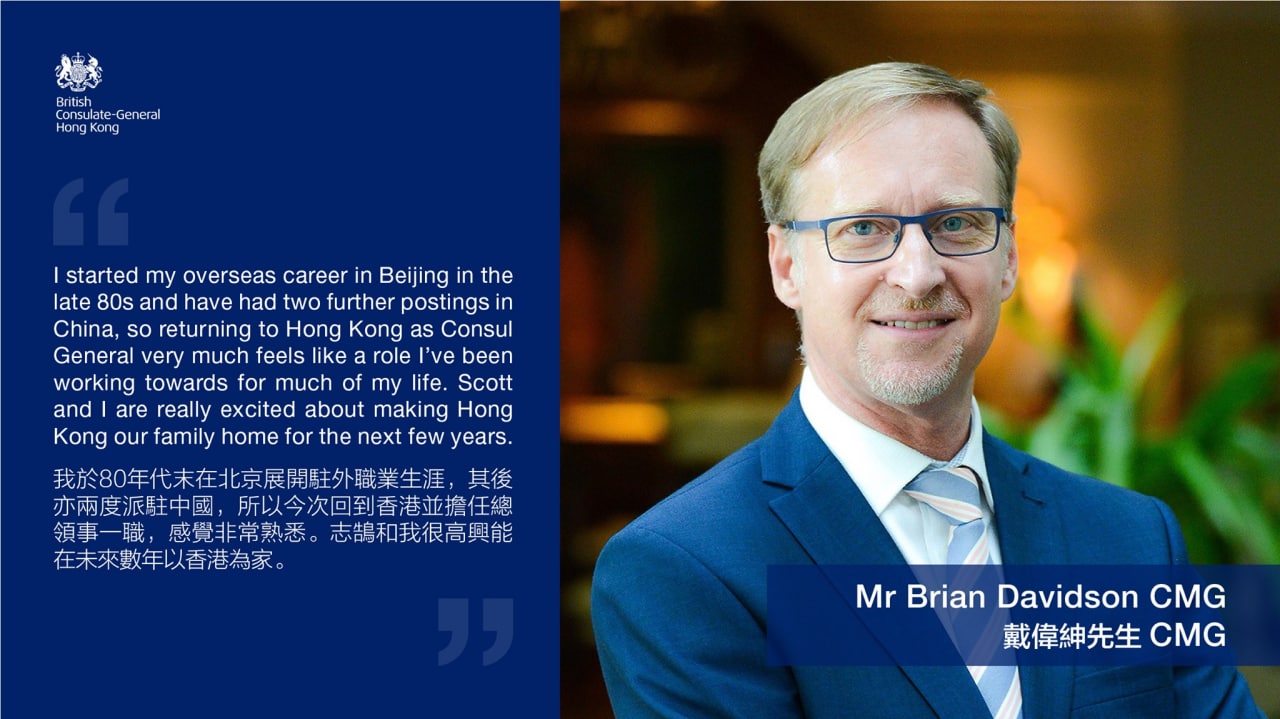 British
Consulate-General
Hong Kong
I started my overseas career in Beijing in the
late 80s and have had two further postings in
China, so returning to Hong Kong as Consul
General very much feels like a role I’ve been
working towards for much of my life. Scott
and I are really excited about making Hong
Kong our family home for the next few years.
我於80年代末在北京展開駐外職業生涯，其後
亦兩度派駐中國，所以今次回到香港並擔任總
領事一職，感覺非常熟悉。志鵠和我很高興能
在未來數年以香港為家。
Mr Brian Davidson CMG
戴偉紳先生 CMG